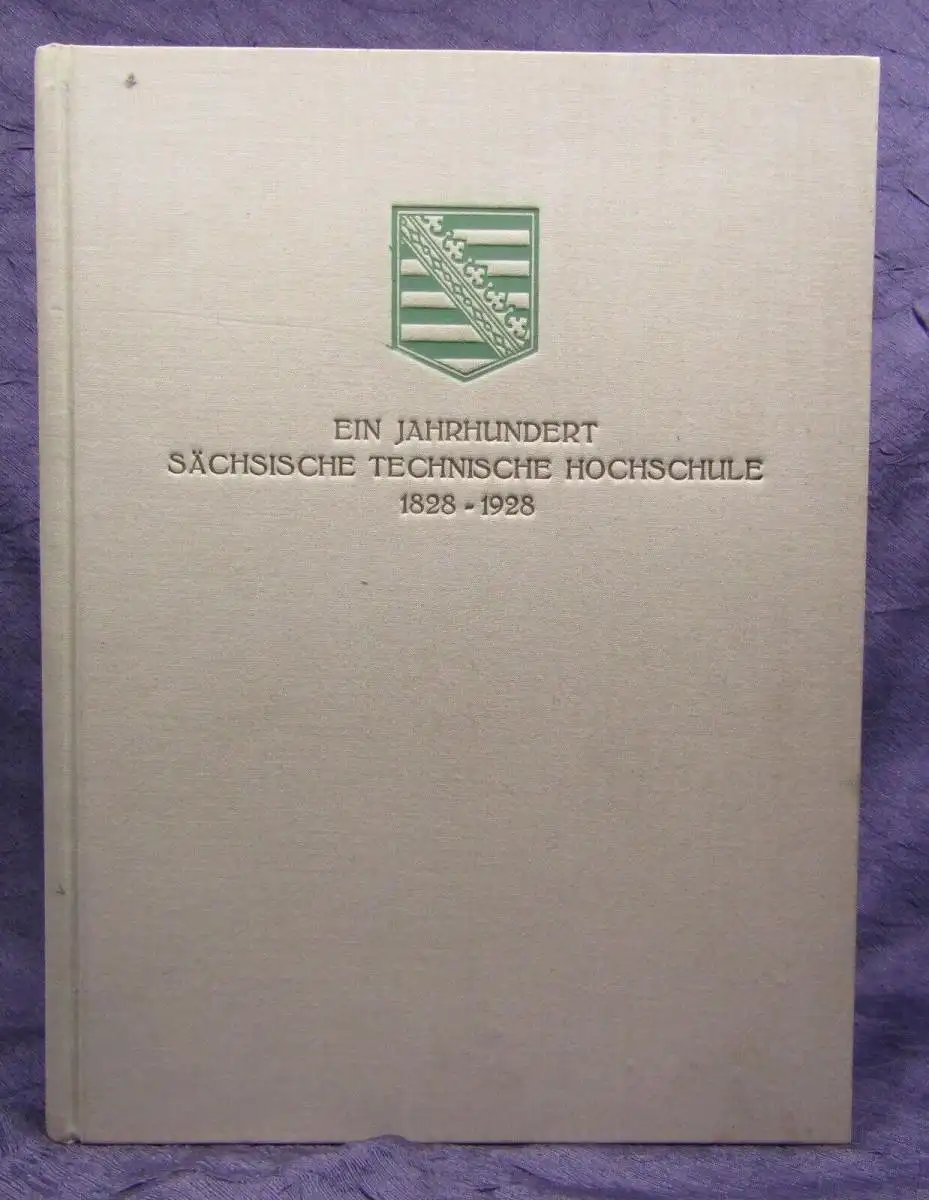 EIN JAHRHUNDERT
SÄCHSISCHE TECHNISCHE HOCHSCHULE
1828-1928